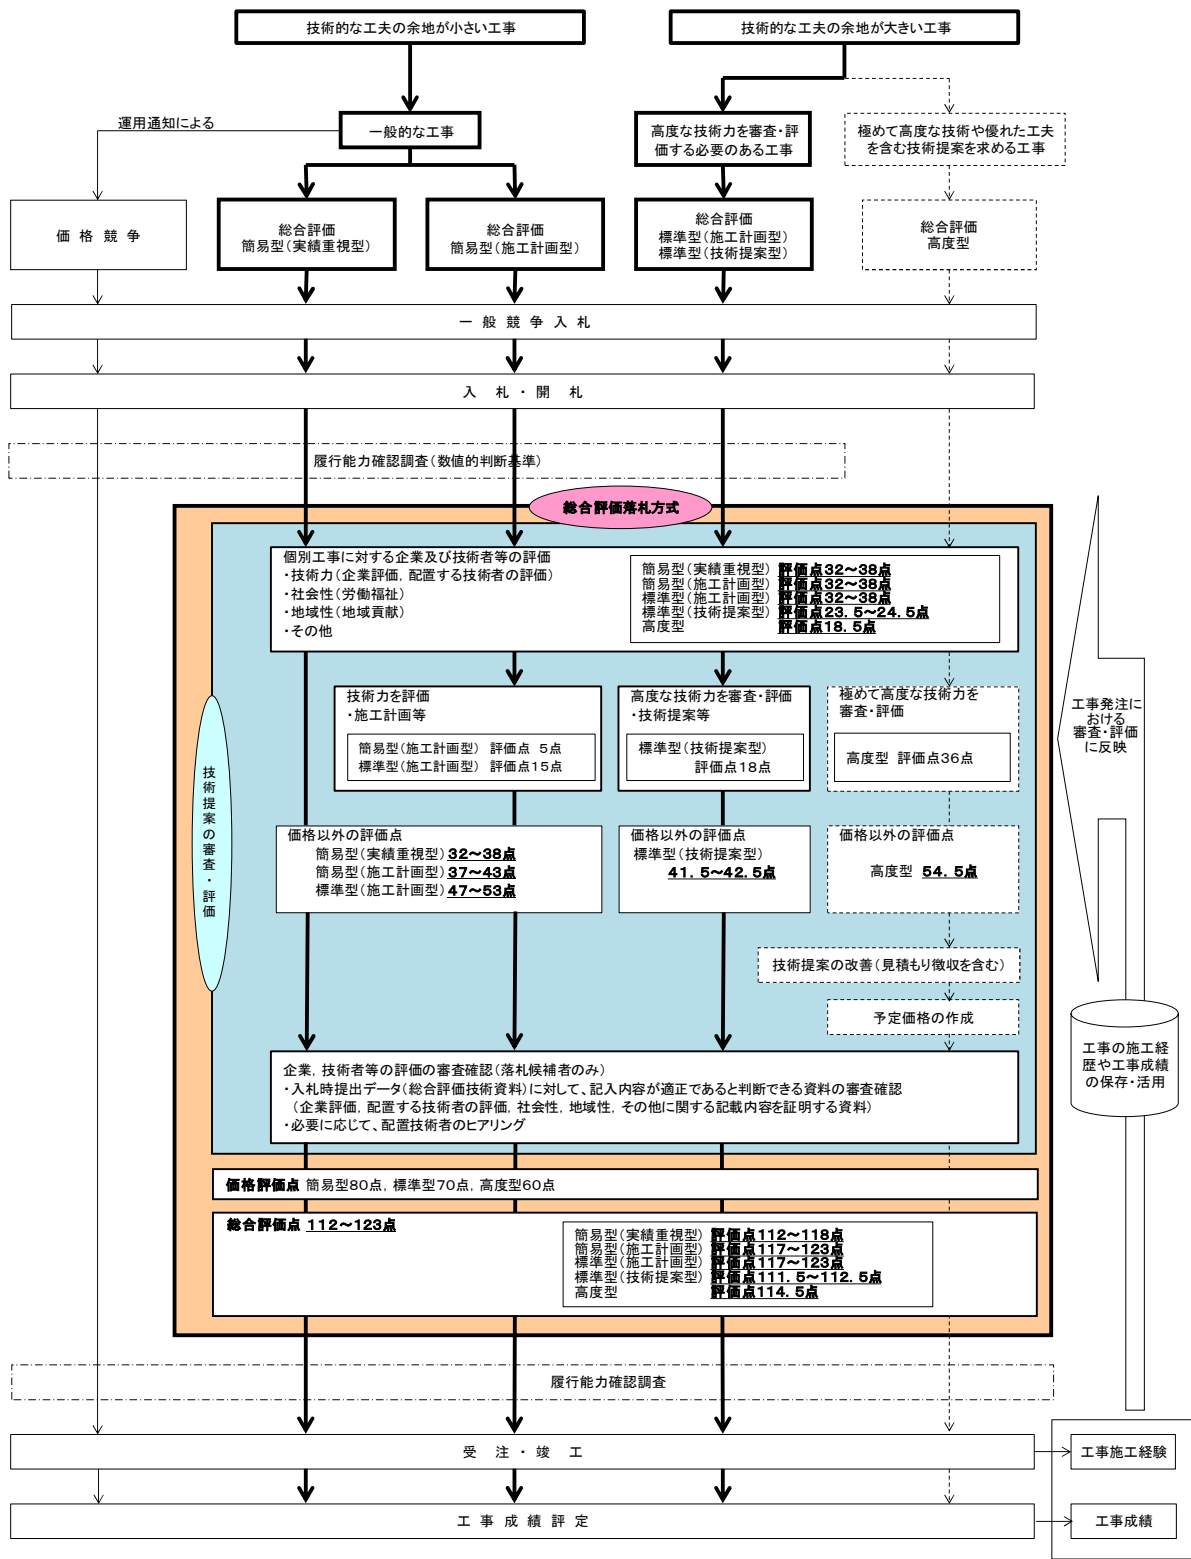 技術的な工夫の余地が小さい工事
技術的な工夫の余地が大きい工事
運用通知による
一般的な工事
高度な技術力を審査・評
価する必要のある工事
極めて高度な技術や優れた工夫
を含む技術提案を求める工事
価 格 競 争
総合評価
簡易型(実績重視型)
総合評価
簡易型(施工計画型)
総合評価
標準型(施工計画型)
標準型(技術提案型)
総合評価
高度型
一 般 競 争 入 札
入 札 ・ 開 札
履行能力確認調査(数値的判断基準)
総合評価落札方式
個別工事に対する企業及び技術者等の評価
・技術力(企業評価, 配置する技術者の評価)
・社会性(労働福祉)
・地域性(地域貢献)
・その他
簡易型(実績重視型) 評価点32~38点
簡易型(施工計画型) 評価点32~38点
標準型(施工計画型) 評価点32~38点
標準型(技術提案型) 評価点23.5~24.5点
高度型 評価点18.5点
技術力を評価
・施工計画等
簡易型(施工計画型) 評価点 5点
標準型(施工計画型) 評価点15点
高度な技術力を審査・評価
・技術提案等
標準型(技術提案型)
評価点18点
極めて高度な技術力を
審査・評価
高度型 評価点36点
工事発注に
おける
審査・評価
に反映
技術提案の審査・評価
価格以外の評価点
簡易型(実績重視型) 32~38点
簡易型(施工計画型) 37~43点
標準型(施工計画型) 47~53点
価格以外の評価点
標準型(技術提案型)
41.5~42.5点
価格以外の評価点
高度型 54.5点
技術提案の改善(見積もり徴収を含む)
予定価格の作成
工事の施工経
歴や工事成績
の保存・活用
企業, 技術者等の評価の審査確認(落札候補者のみ)
・入札時提出データ(総合評価技術資料)に対して、記入内容が適正であると判断できる資料の審査確認
(企業評価, 配置する技術者の評価, 社会性, 地域性, その他に関する記載内容を証明する資料)
・必要に応じて、配置技術者のヒアリング
価格評価点 簡易型80点, 標準型70点, 高度型60点
総合評価点 112~123点
簡易型(実績重視型) 評価点112~118点
簡易型(施工計画型) 評価点117~123点
標準型(施工計画型) 評価点117~123点
標準型(技術提案型) 評価点111.5~112.5点
高度型 評価点114.5点
履行能力確認調査
受 注 ・ 竣 工
工事施工経験
工 事 成 績 評 定
工事成績